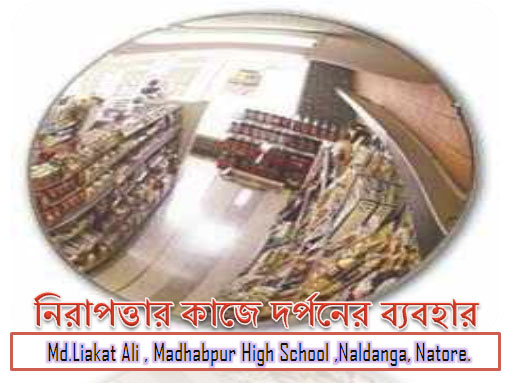 নিরাপত্তার কাজে দর্পনের ব্যবহার
Md.Liakat Ali , Madhabpur High School ,Naldanga, Natore.